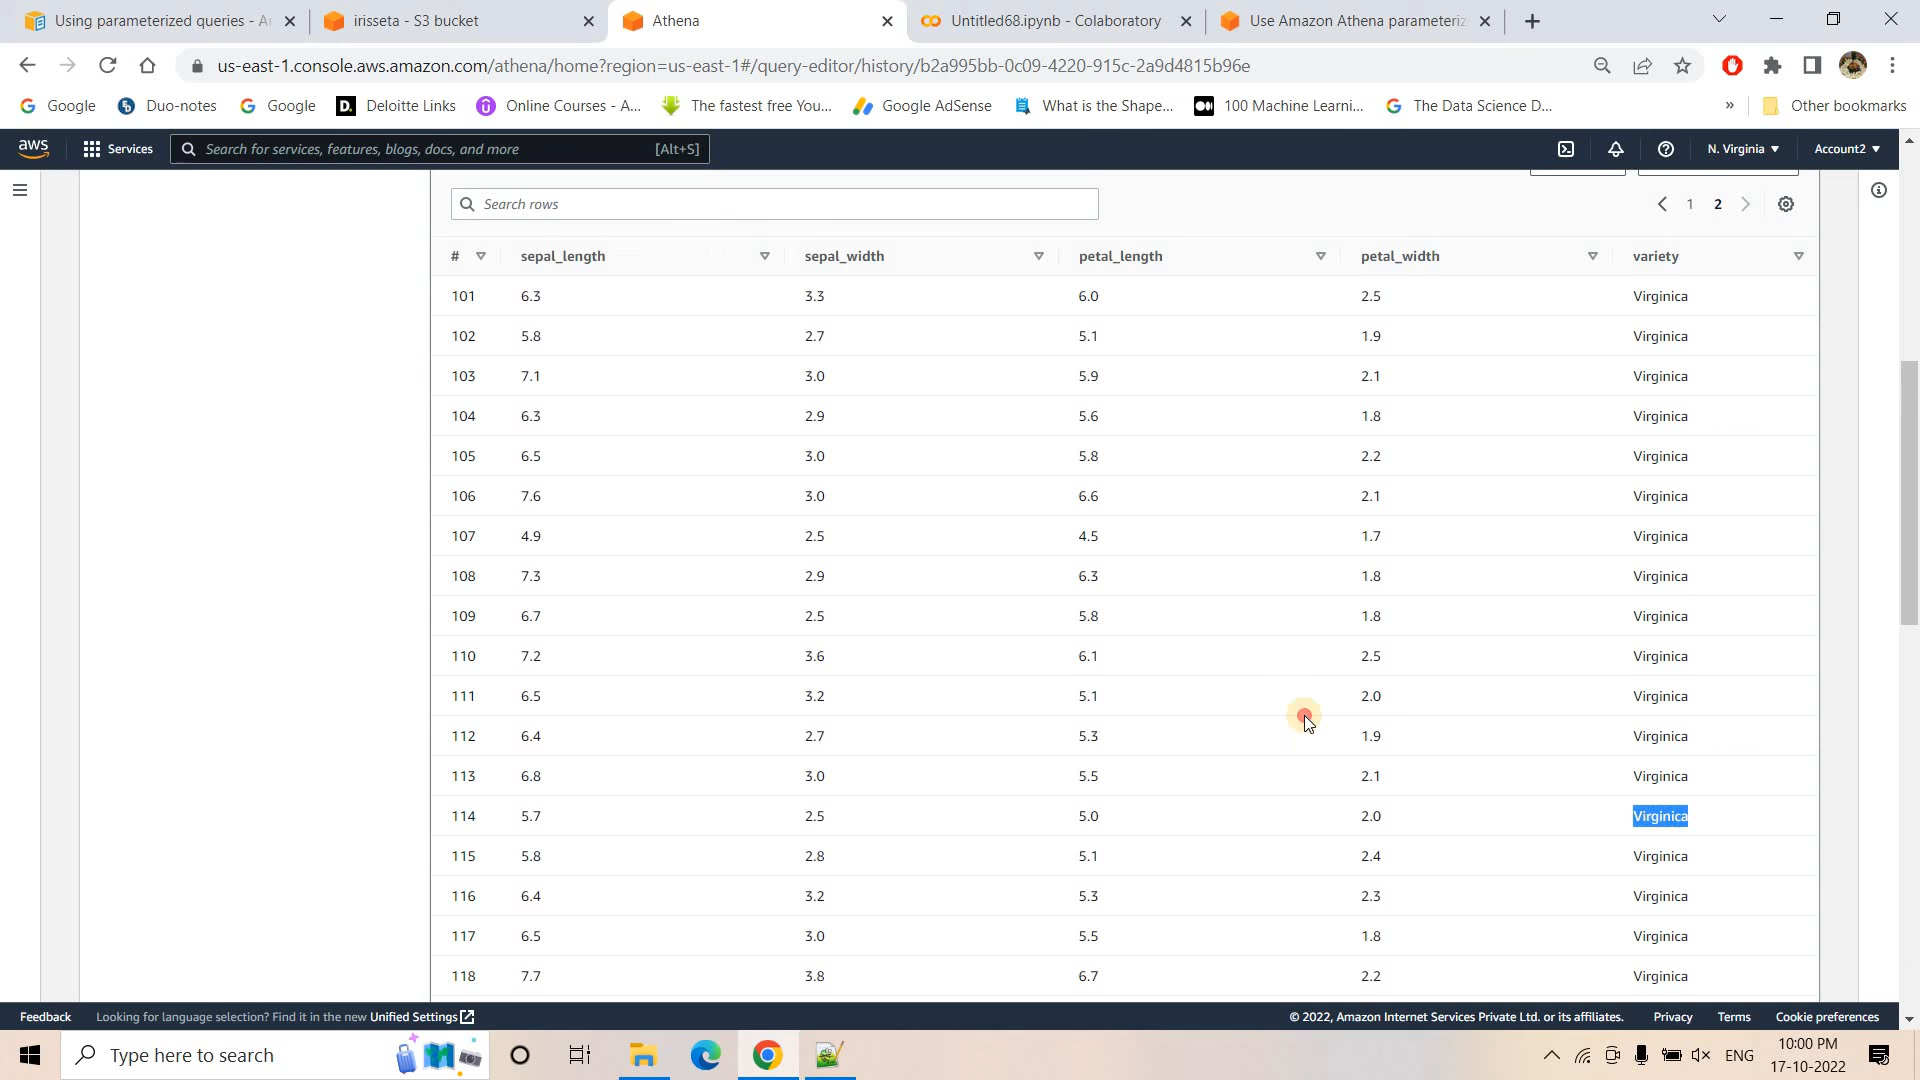 Using parameterized queries - A
irisseta - S3 bucket
Athena
Untitled68.ipynb - Colaboratory
Use Amazon Athena parameteriz
us-east-1.console.aws.amazon.com/athena/home?region=us-east-1#/query-editor/history/b2a995bb-0c09-4220-915c-2a9d4815b96e
Google
Duo-notes
Google
Deloitte Links
Online Courses - A...
The fastest free You...
Google AdSense
What is the Shape...
100 Machine Learni...
The Data Science D...
»
Other bookmarks
aws
Services
Search for services, features, blogs, docs, and more
[Alt+S]
N. Virginia
Account2
Search rows
1
2
# sepal_length sepal_width petal_length petal_width variety
101 6.3 3.3 6.0 2.5 Virginica
102 5.8 2.7 5.1 1.9 Virginica
103 7.1 3.0 5.9 2.1 Virginica
104 6.3 2.9 5.6 1.8 Virginica
105 6.5 3.0 5.8 2.2 Virginica
106 7.6 3.0 6.6 2.1 Virginica
107 4.9 2.5 4.5 1.7 Virginica
108 7.3 2.9 6.3 1.8 Virginica
109 6.7 2.5 5.8 1.8 Virginica
110 7.2 3.6 6.1 2.5 Virginica
111 6.5 3.2 5.1 2.0 Virginica
112 6.4 2.7 5.3 1.9 Virginica
113 6.8 3.0 5.5 2.1 Virginica
114 5.7 2.5 5.0 2.0 Virginica
115 5.8 2.8 5.1 2.4 Virginica
116 6.4 3.2 5.3 2.3 Virginica
117 6.5 3.0 5.5 1.8 Virginica
118 7.7 3.8 6.7 2.2 Virginica
Feedback
Looking for language selection? Find it in the new Unified Settings
© 2022, Amazon Internet Services Private Ltd. or its affiliates.
Privacy
Terms
Cookie preferences
Type here to search
ENG
10:00 PM
17-10-2022